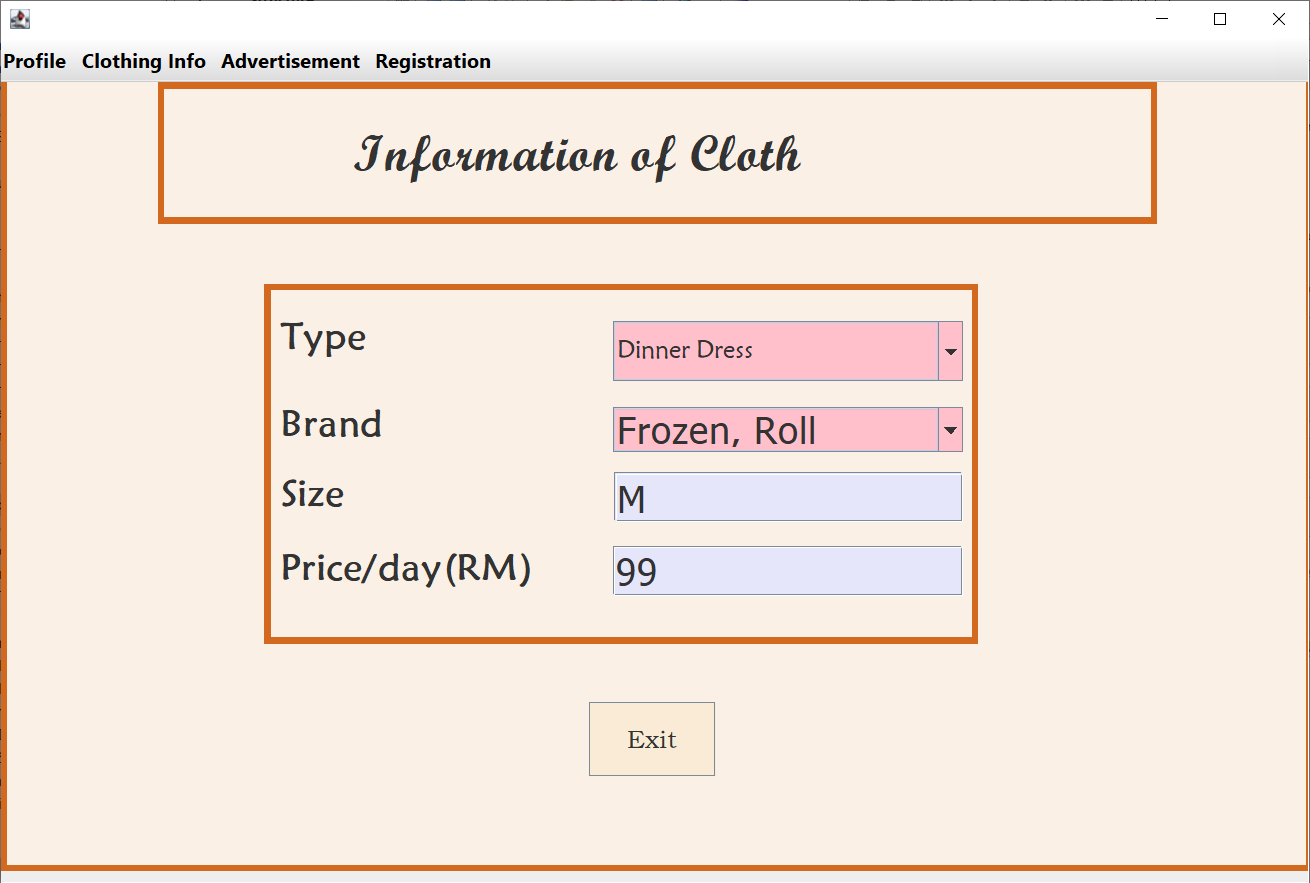 Profile Clothing Info Advertisement Registration
Information of Cloth
Type Dinner Dress
Brand Frozen, Roll
Size M
Price/day(RM) 99
Exit